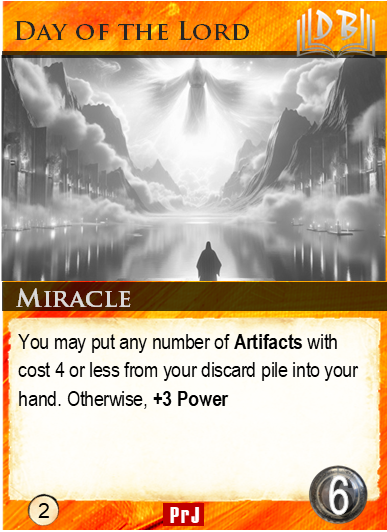 Day of the Lord
DB
Miracle
You may put any number of Artifacts with
cost 4 or less from your discard pile into your
hand. Otherwise, +3 Power
2
PrJ
6